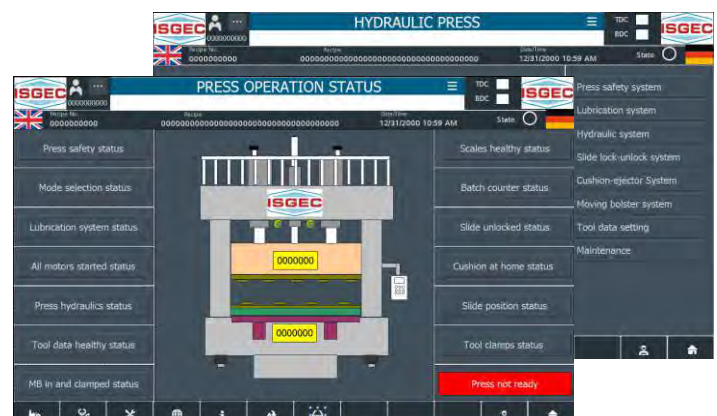 HYDRAULIC PRESS
TDC
BDC
ISGEC
ISGEC
0000000000
Recipe No.
0000000000
Recipe
0000000000000000000000000000000000000000
Date/Time
12/31/2000 10:59 AM
State
Press safety system
Lubrication system
Hydraulic system
Slide lock-unlock system
Cushion-ejector System
Moving bolster system
Tool data setting
Maintenance
PRESS OPERATION STATUS
TDC
BDC
ISGEC
ISGEC
0000000000
Recipe No.
0000000000
Recipe
0000000000000000000000000000000000000000
Date/Time
12/31/2000 10:59 AM
State
Press safety status
Mode selection status
Lubrication system status
All motors started status
Press hydraulics status
Tool data healthy status
MB in and clamped status
ISGEC
0000000
0000000
Scales healthy status
Batch counter status
Slide unlocked status
Cushion at home status
Slide position status
Tool clamps status
Press not ready